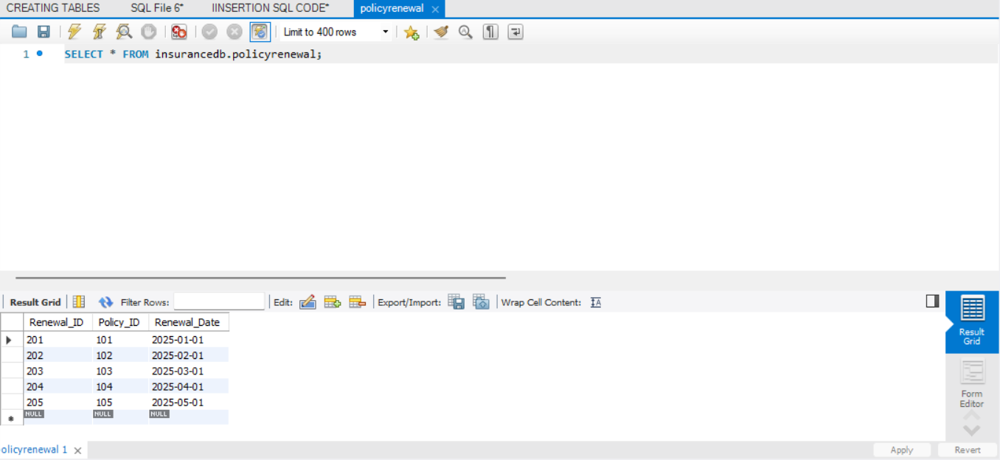 CREATING TABLES SQL File 6* IINSERTION SQL CODE* policyrenewal
Limit to 400 rows
1 SELECT * FROM insurancedb.policyrenewal;
Result Grid Filter Rows: Edit: Export/Import: Wrap Cell Content: IA
Renewal_ID Policy_ID Renewal_Date
201 101 2025-01-01
202 102 2025-02-01
203 103 2025-03-01
204 104 2025-04-01
205 105 2025-05-01
NULL NULL NULL
Result
Grid
Form
Editor
olicyrenewal 1 Apply Revert